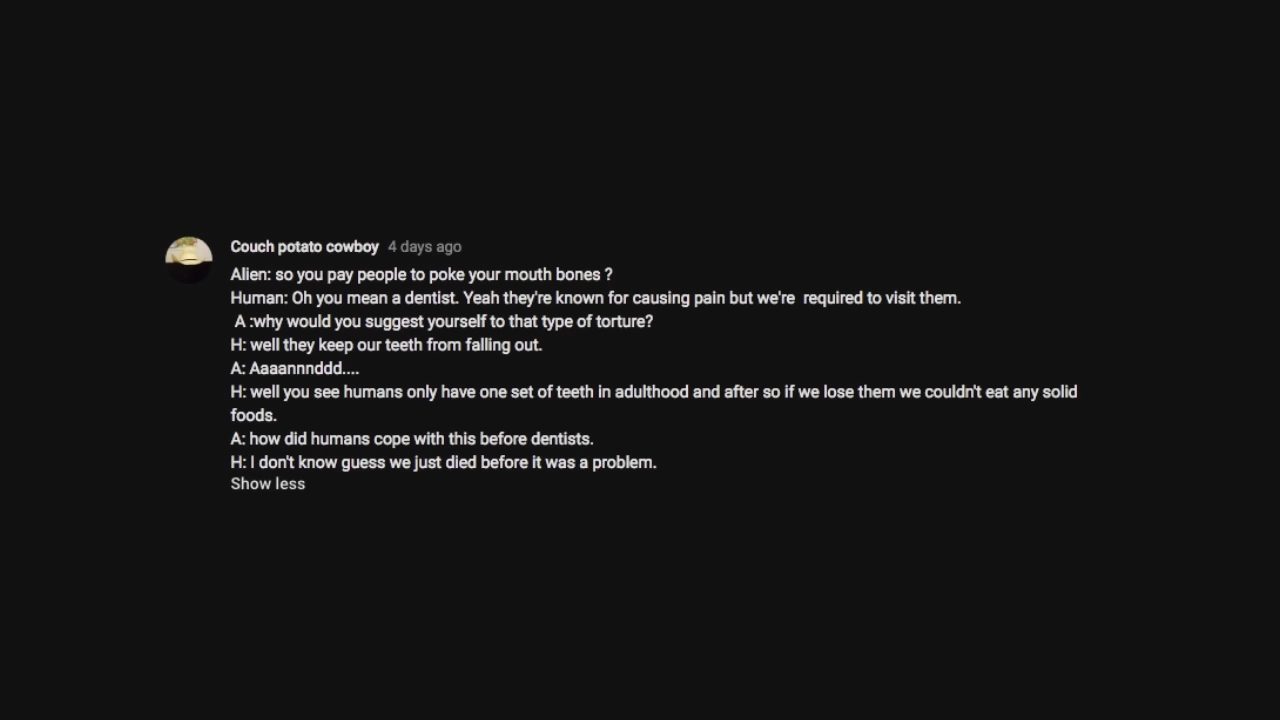 Couch potato cowboy 4 days ago
Alien: so you pay people to poke your mouth bones ?
Human: Oh you mean a dentist. Yeah they're known for causing pain but we're  required to visit them.
A :why would you suggest yourself to that type of torture?
H: well they keep our teeth from falling out.
A: Aaaannnddd....
H: well you see humans only have one set of teeth in adulthood and after so if we lose them we couldn't eat any solid
foods.
A: how did humans cope with this before dentists.
H: I don't know guess we just died before it was a problem.
Show less